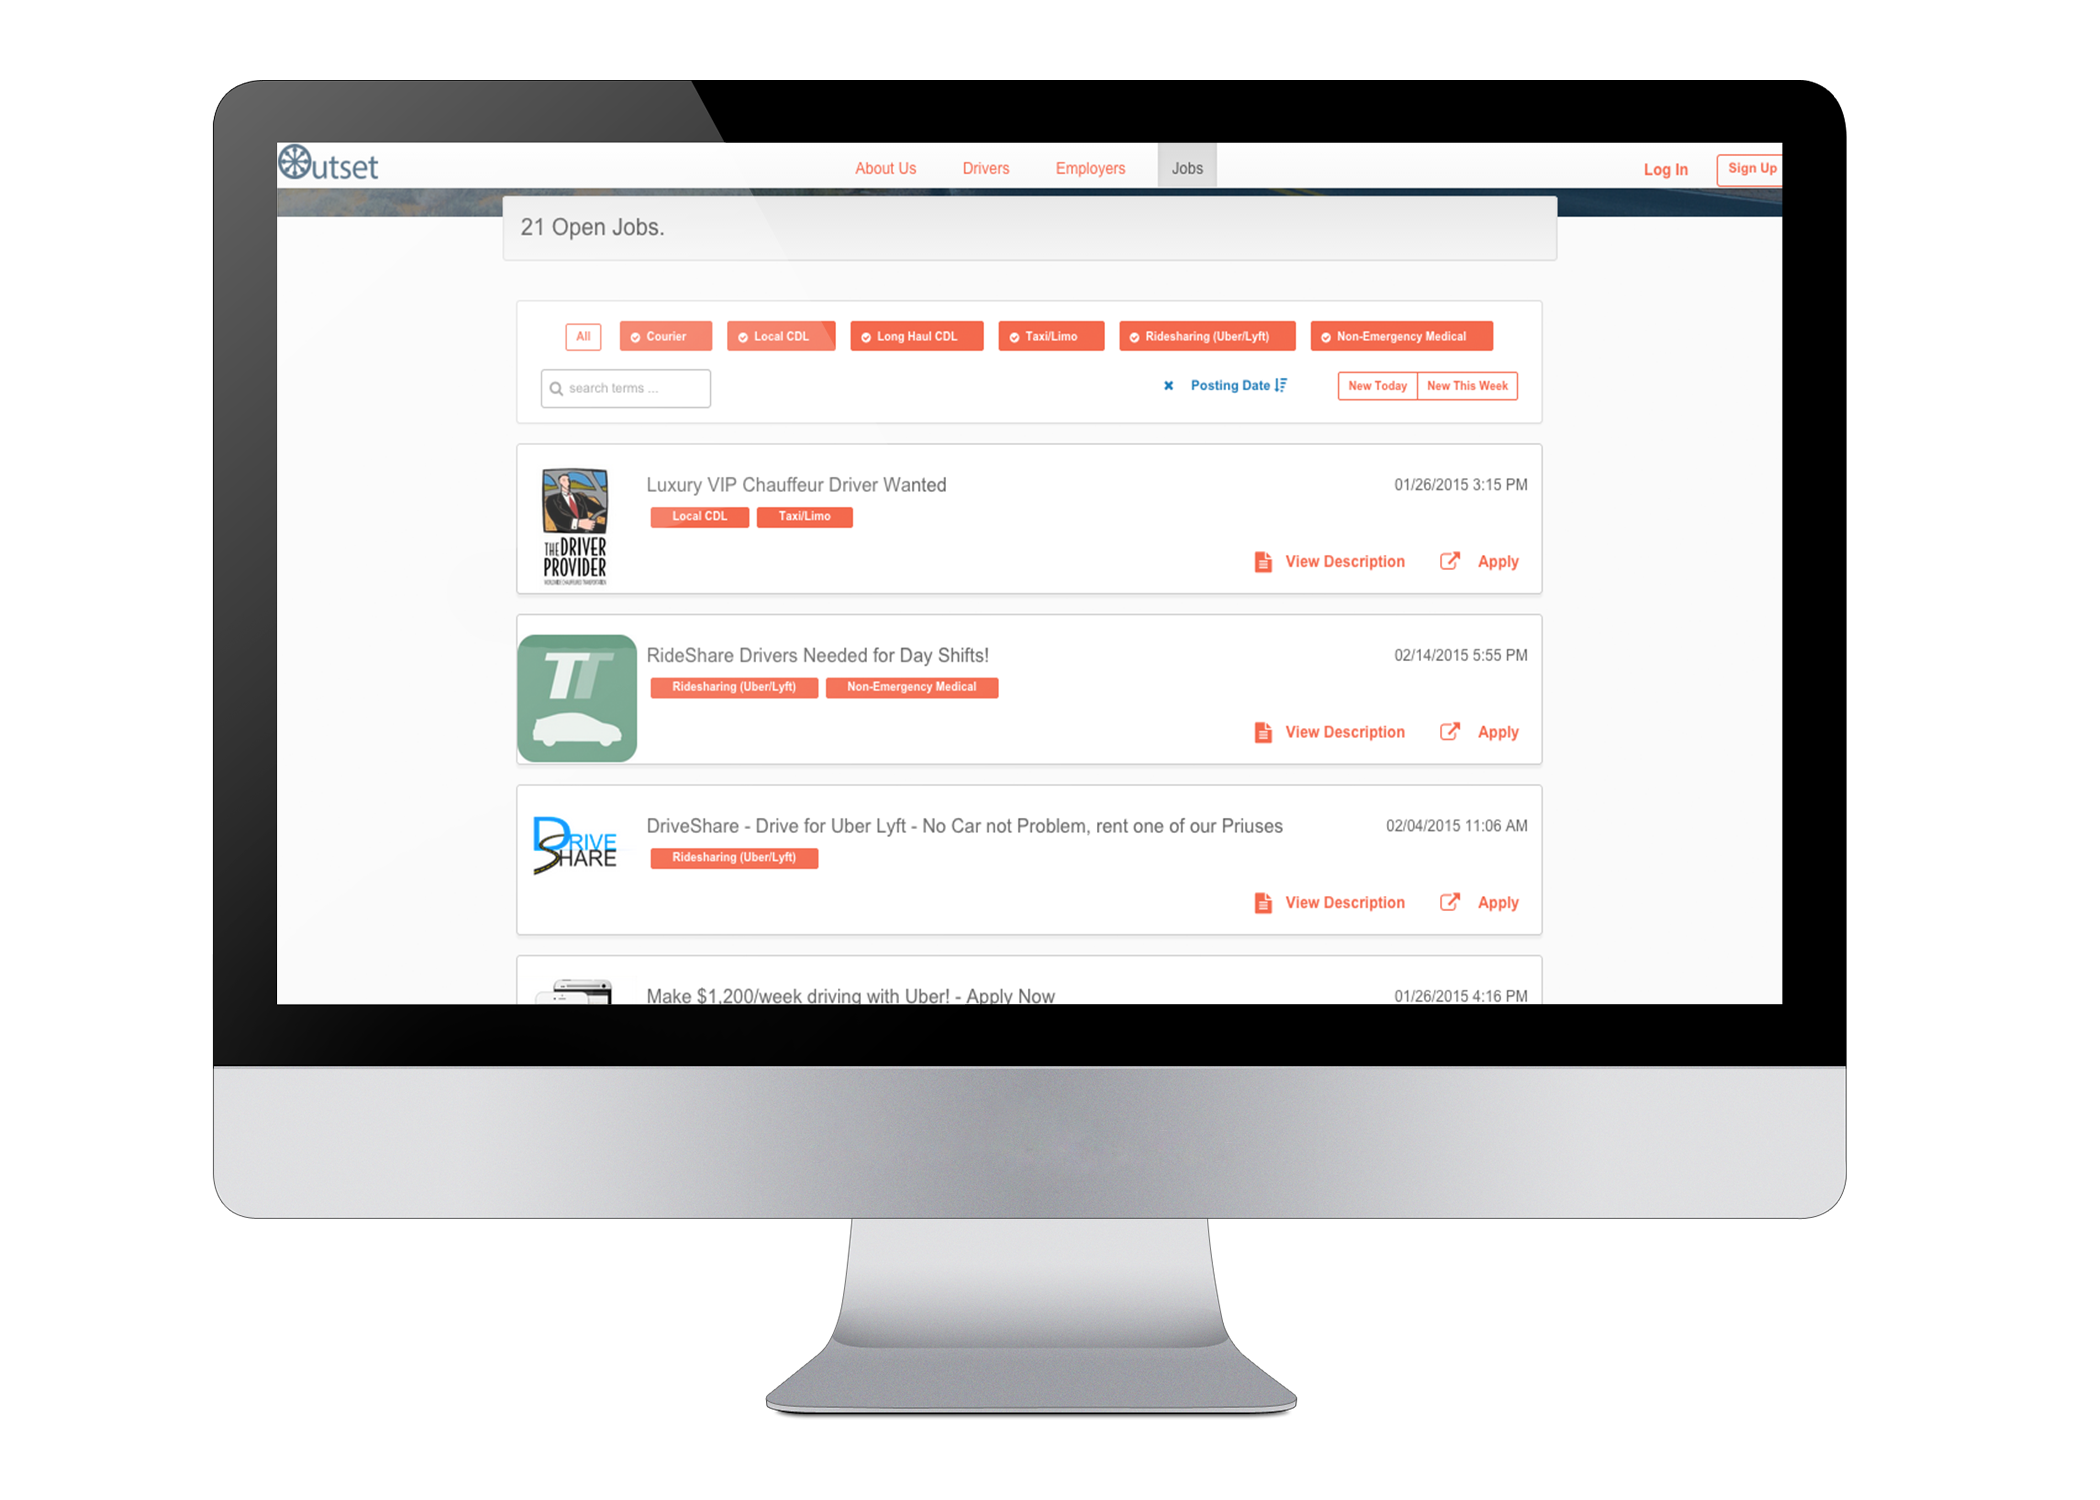 Outset
About Us Drivers Employers Jobs Log In Sign Up
21 Open Jobs.
All Courier Local CDL Long Haul CDL Taxi/Limo Ridesharing (Uber/Lyft) Non-Emergency Medical
search terms ... Posting Date New Today New This Week
Luxury VIP Chauffeur Driver Wanted 01/26/2015 3:15 PM
Local CDL Taxi/Limo
THE DRIVER
PROVIDER
View Description Apply
RideShare Drivers Needed for Day Shifts! 02/14/2015 5:55 PM
TT
Ridesharing (Uber/Lyft) Non-Emergency Medical
View Description Apply
DriveShare - Drive for Uber Lyft - No Car not Problem, rent one of our Priuses 02/04/2015 11:06 AM
DRIVE
SHARE
Ridesharing (Uber/Lyft)
View Description Apply
Make $1,200/week driving with Uber! - Apply Now 01/26/2015 4:16 PM